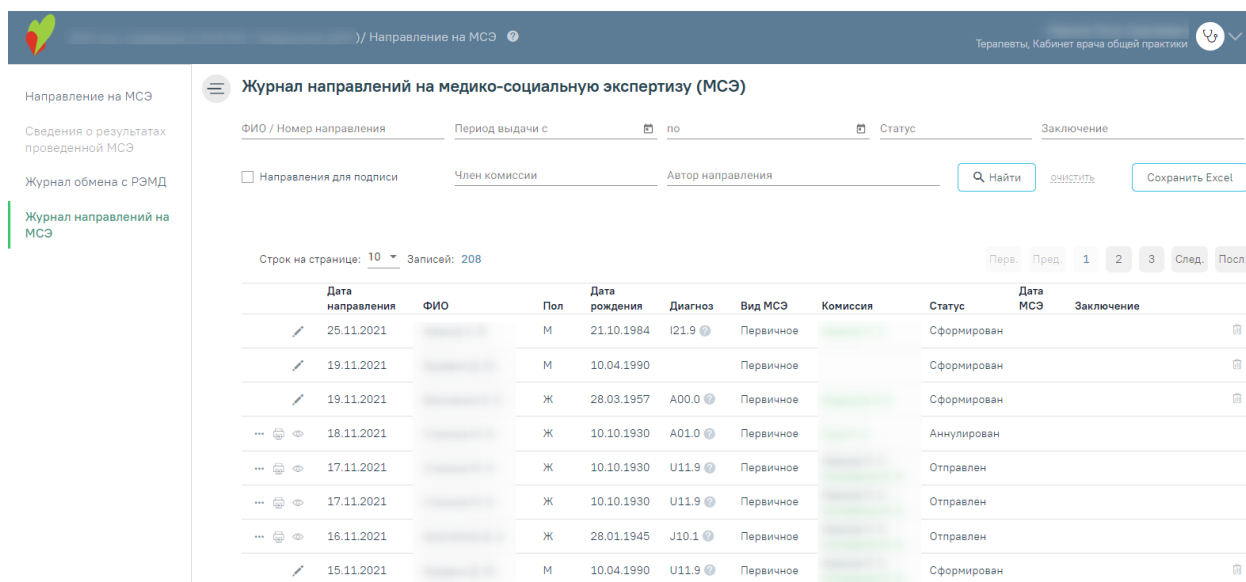 )/ Направление на МСЭ ?
Терапевты, Кабинет врача общей практики
Направление на МСЭ
Сведения о результатах
проведенной МСЭ
Журнал обмена с РЭМД
Журнал направлений на
МСЭ
Журнал направлений на медико-социальную экспертизу (МСЭ)
ФИО / Номер направления Период выдачи с по Статус Заключение
Направления для подписи Член комиссии Автор направления Найти очистить Сохранить Excel
Строк на странице: 10 Записей: 208 Перв. Пред. 1 2 3 След. Посл.
Дата направления ФИО Пол Дата рождения Диагноз Вид МСЭ Комиссия Статус Дата МСЭ Заключение
25.11.2021 М 21.10.1984 I21.9 ? Первичное Сформирован
19.11.2021 М 10.04.1990 Первичное Сформирован
19.11.2021 Ж 28.03.1957 A00.0 ? Первичное Сформирован
18.11.2021 Ж 10.10.1930 A01.0 ? Первичное Аннулирован
17.11.2021 Ж 10.10.1930 U11.9 ? Первичное Отправлен
17.11.2021 Ж 10.10.1930 U11.9 ? Первичное Отправлен
16.11.2021 Ж 28.01.1945 J10.1 ? Первичное Отправлен
15.11.2021 М 10.04.1990 U11.9 ? Первичное Сформирован